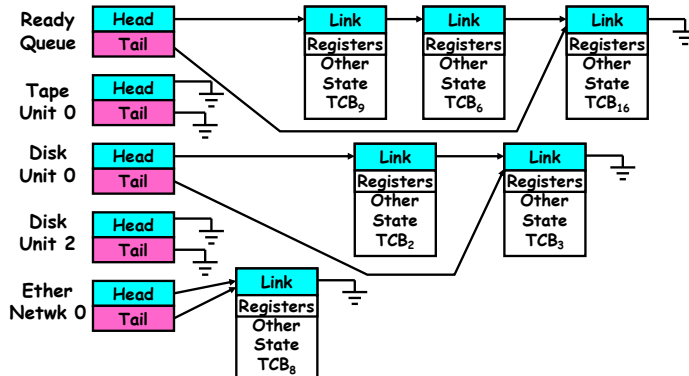 Ready
Queue
Head
Tail
Link
Registers
Other
State
TCB9
Link
Registers
Other
State
TCB6
Link
Registers
Other
State
TCB16
Tape
Unit 0
Head
Tail
Disk
Unit 0
Head
Tail
Link
Registers
Other
State
TCB2
Link
Registers
Other
State
TCB3
Disk
Unit 2
Head
Tail
Ether
Netwk 0
Head
Tail
Link
Registers
Other
State
TCB8